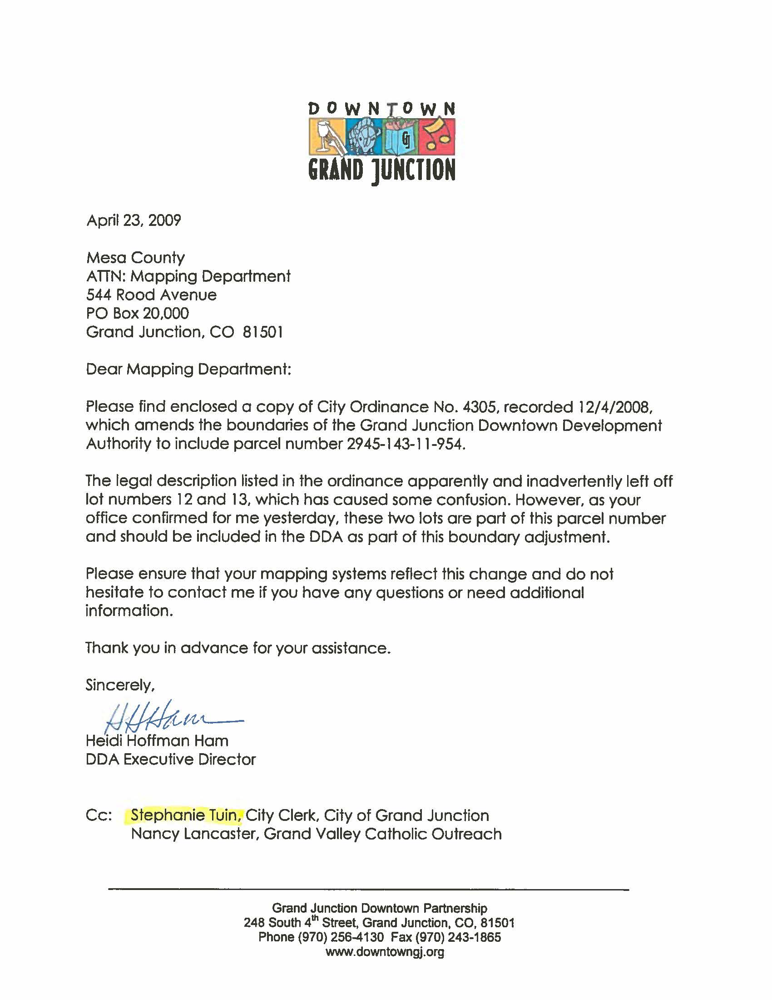 DOWNTOWN
GJ
GRAND JUNCTION
April 23, 2009
Mesa County
ATTN: Mapping Department
544 Rood Avenue
PO Box 20,000
Grand Junction, CO 81501
Dear Mapping Department:
Please find enclosed a copy of City Ordinance No. 4305, recorded 12/4/2008,
which amends the boundaries of the Grand Junction Downtown Development
Authority to include parcel number 2945-143-11-954.
The legal description listed in the ordinance apparently and inadvertently left off
lot numbers 12 and 13, which has caused some confusion. However, as your
office confirmed for me yesterday, these two lots are part of this parcel number
and should be included in the DDA as part of this boundary adjustment.
Please ensure that your mapping systems reflect this change and do not
hesitate to contact me if you have any questions or need additional
information.
Thank you in advance for your assistance.
Sincerely,
HHHam
Heidi Hoffman Ham
DDA Executive Director
Cc: Stephanie Tuin, City Clerk, City of Grand Junction
Nancy Lancaster, Grand Valley Catholic Outreach
Grand Junction Downtown Partnership
248 South 4th Street, Grand Junction, CO, 81501
Phone (970) 256-4130 Fax (970) 243-1865
www.downtowngj.org